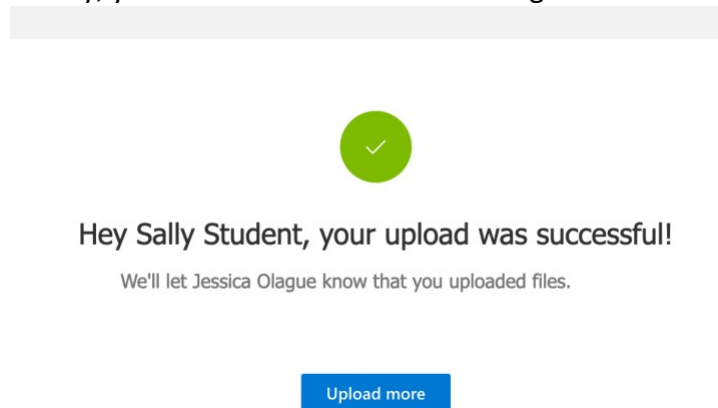 Hey Sally Student, your upload was successful!
We'll let Jessica Olague know that you uploaded files.
Upload more